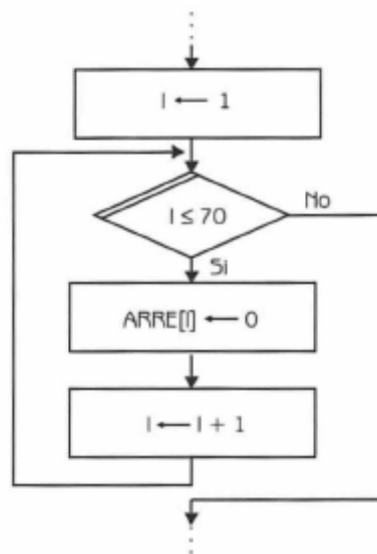 I ← 1
I ≤ 70
No
Si
ARRE[I] ← 0
I ← I + 1